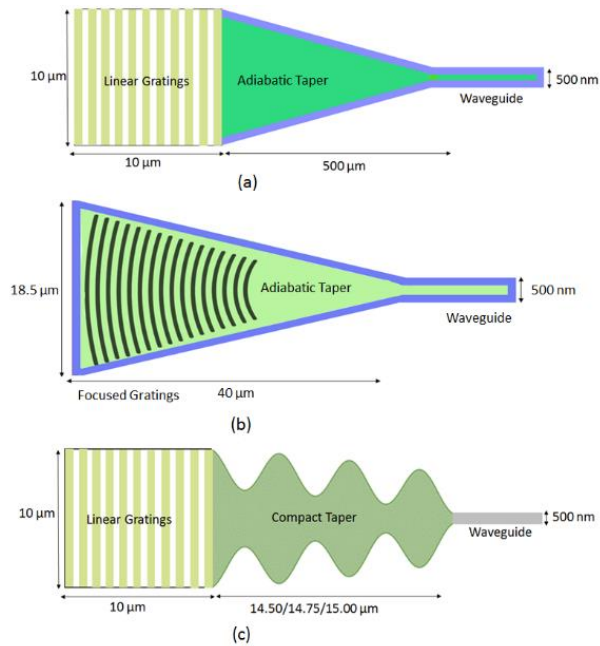 10 μm
Linear Gratings
Adiabatic Taper
500 nm
Waveguide
10 μm
500 μm
(a)
18.5 μm
Adiabatic Taper
500 nm
Waveguide
Focused Gratings
40 μm
(b)
10 μm
Linear Gratings
Compact Taper
500 nm
Waveguide
10 μm
14.50/14.75/15.00 μm
(c)